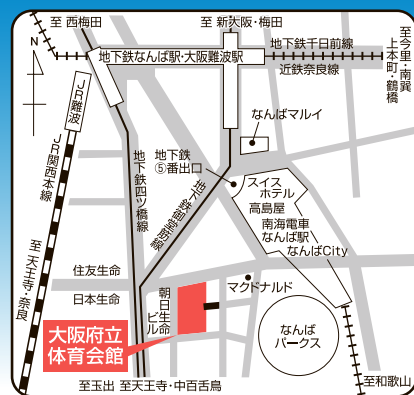 至 西梅田
至 新大阪・梅田
地下鉄千日前線
至今里・南巽
上本町・鶴橋
N
地下鉄なんば駅・大阪難波駅
近鉄奈良線
JR難波
なんばマルイ
地下鉄
⑤番出口
スイス
ホテル
高島屋
南海電車
なんば駅
なんばCity
JR関西本線
地下鉄四ツ橋線
地下鉄御堂筋線
至 天王寺・奈良
住友生命
日本生命
朝日生命
ビル
マクドナルド
大阪府立
体育会館
なんば
パークス
至玉出
至天王寺・中百舌鳥
至和歌山